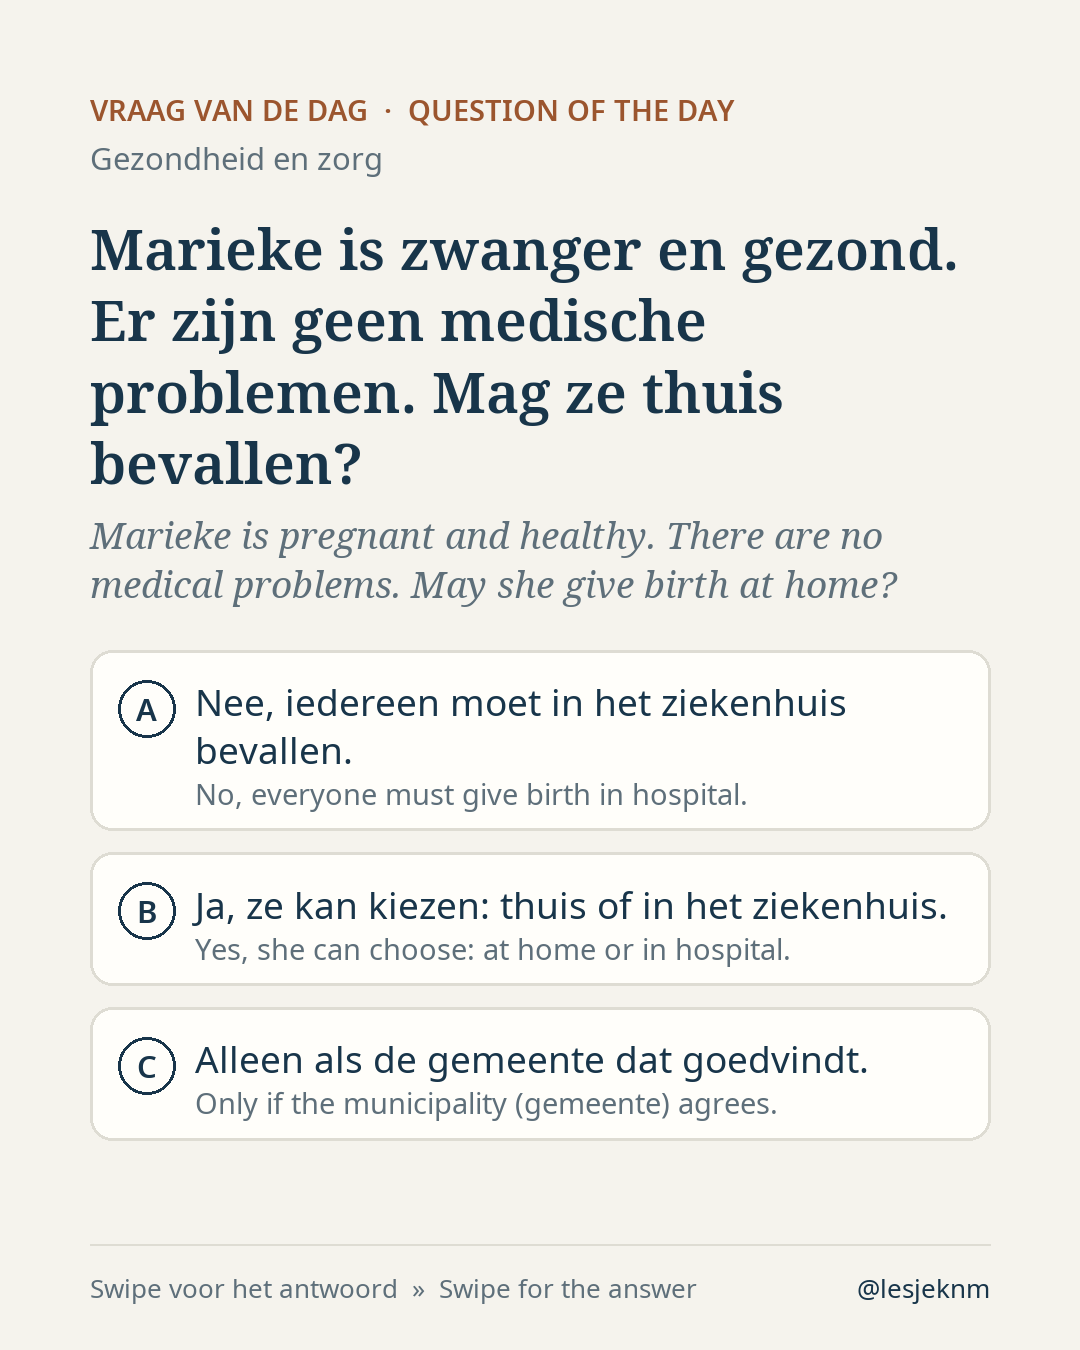 VRAAG VAN DE DAG · QUESTION OF THE DAY
Gezondheid en zorg
Marieke is zwanger en gezond.
Er zijn geen medische
problemen. Mag ze thuis
bevallen?
Marieke is pregnant and healthy. There are no
medical problems. May she give birth at home?
A Nee, iedereen moet in het ziekenhuis
bevallen.
No, everyone must give birth in hospital.
B Ja, ze kan kiezen: thuis of in het ziekenhuis.
Yes, she can choose: at home or in hospital.
C Alleen als de gemeente dat goedvindt.
Only if the municipality (gemeente) agrees.
Swipe voor het antwoord » Swipe for the answer @lesjeknm